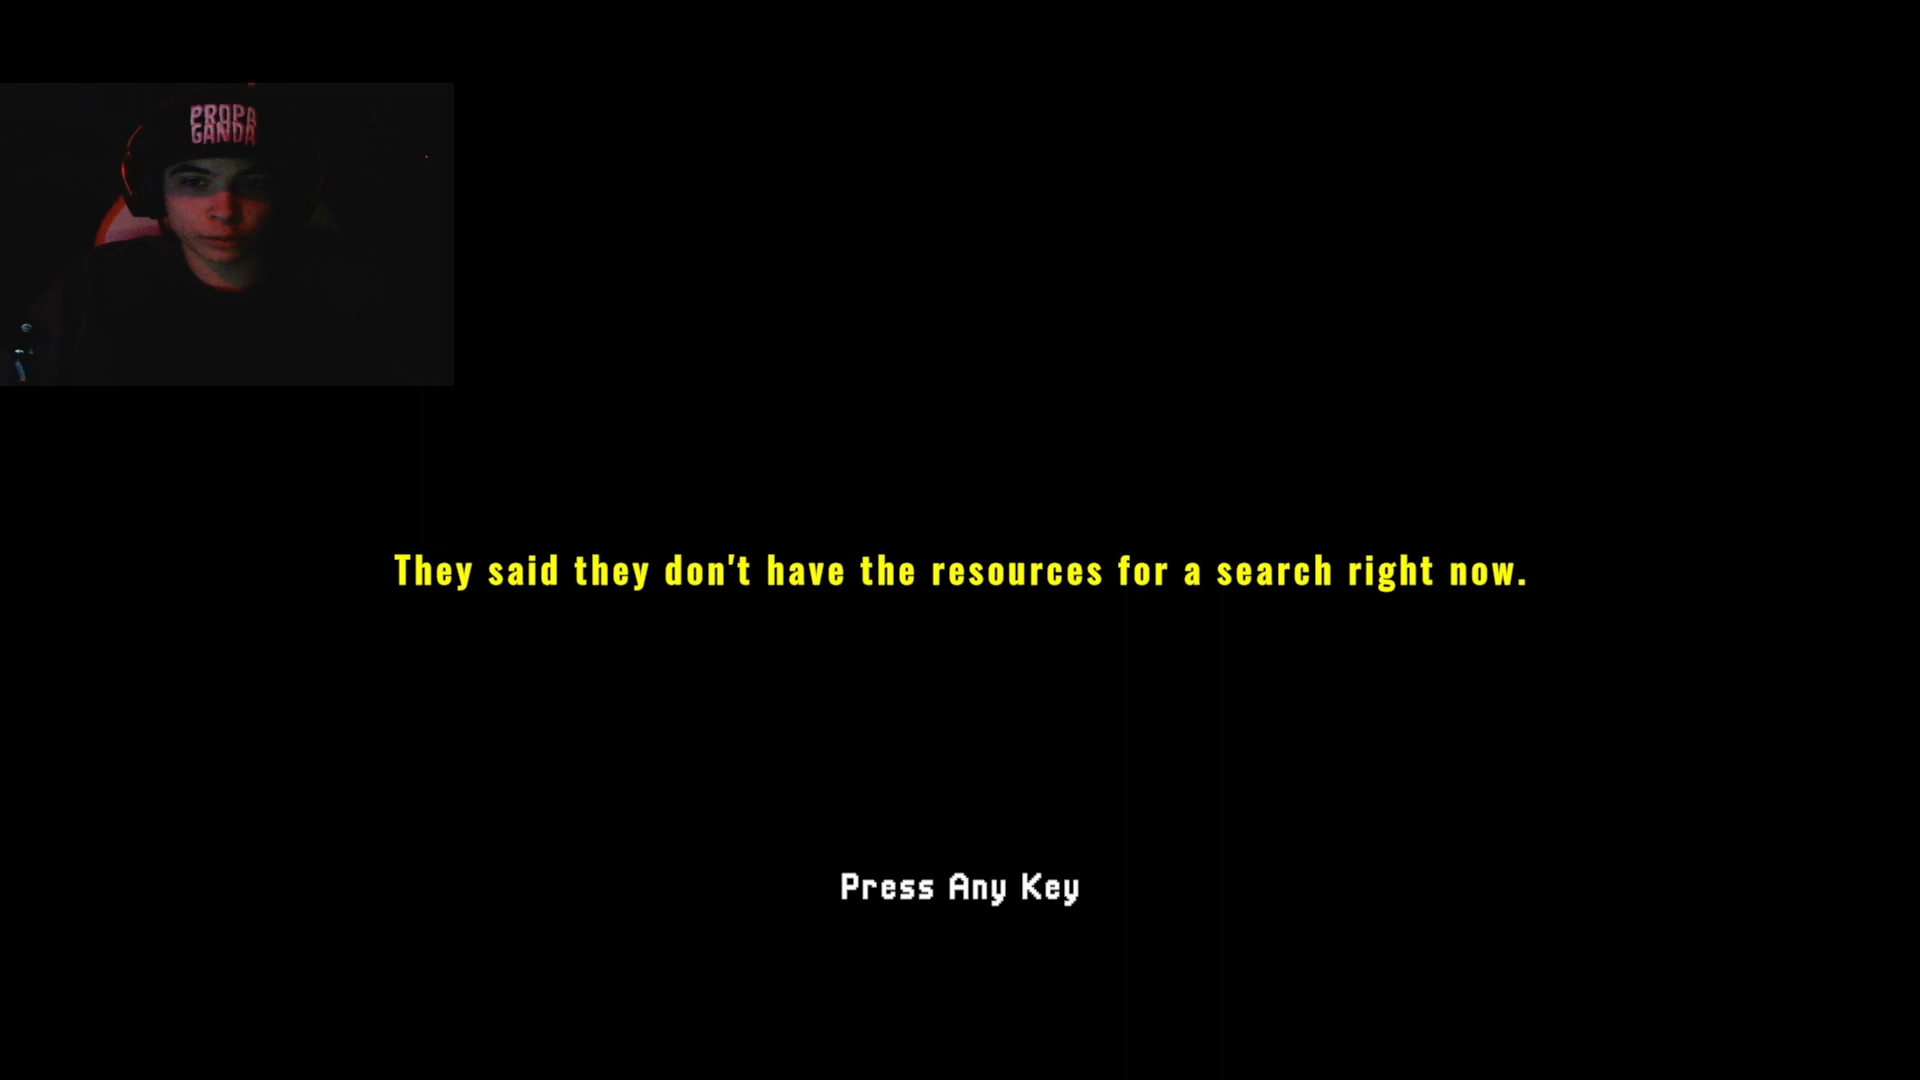 PROPA
GANDA
They said they don't have the resources for a search right now.
Press Any Key